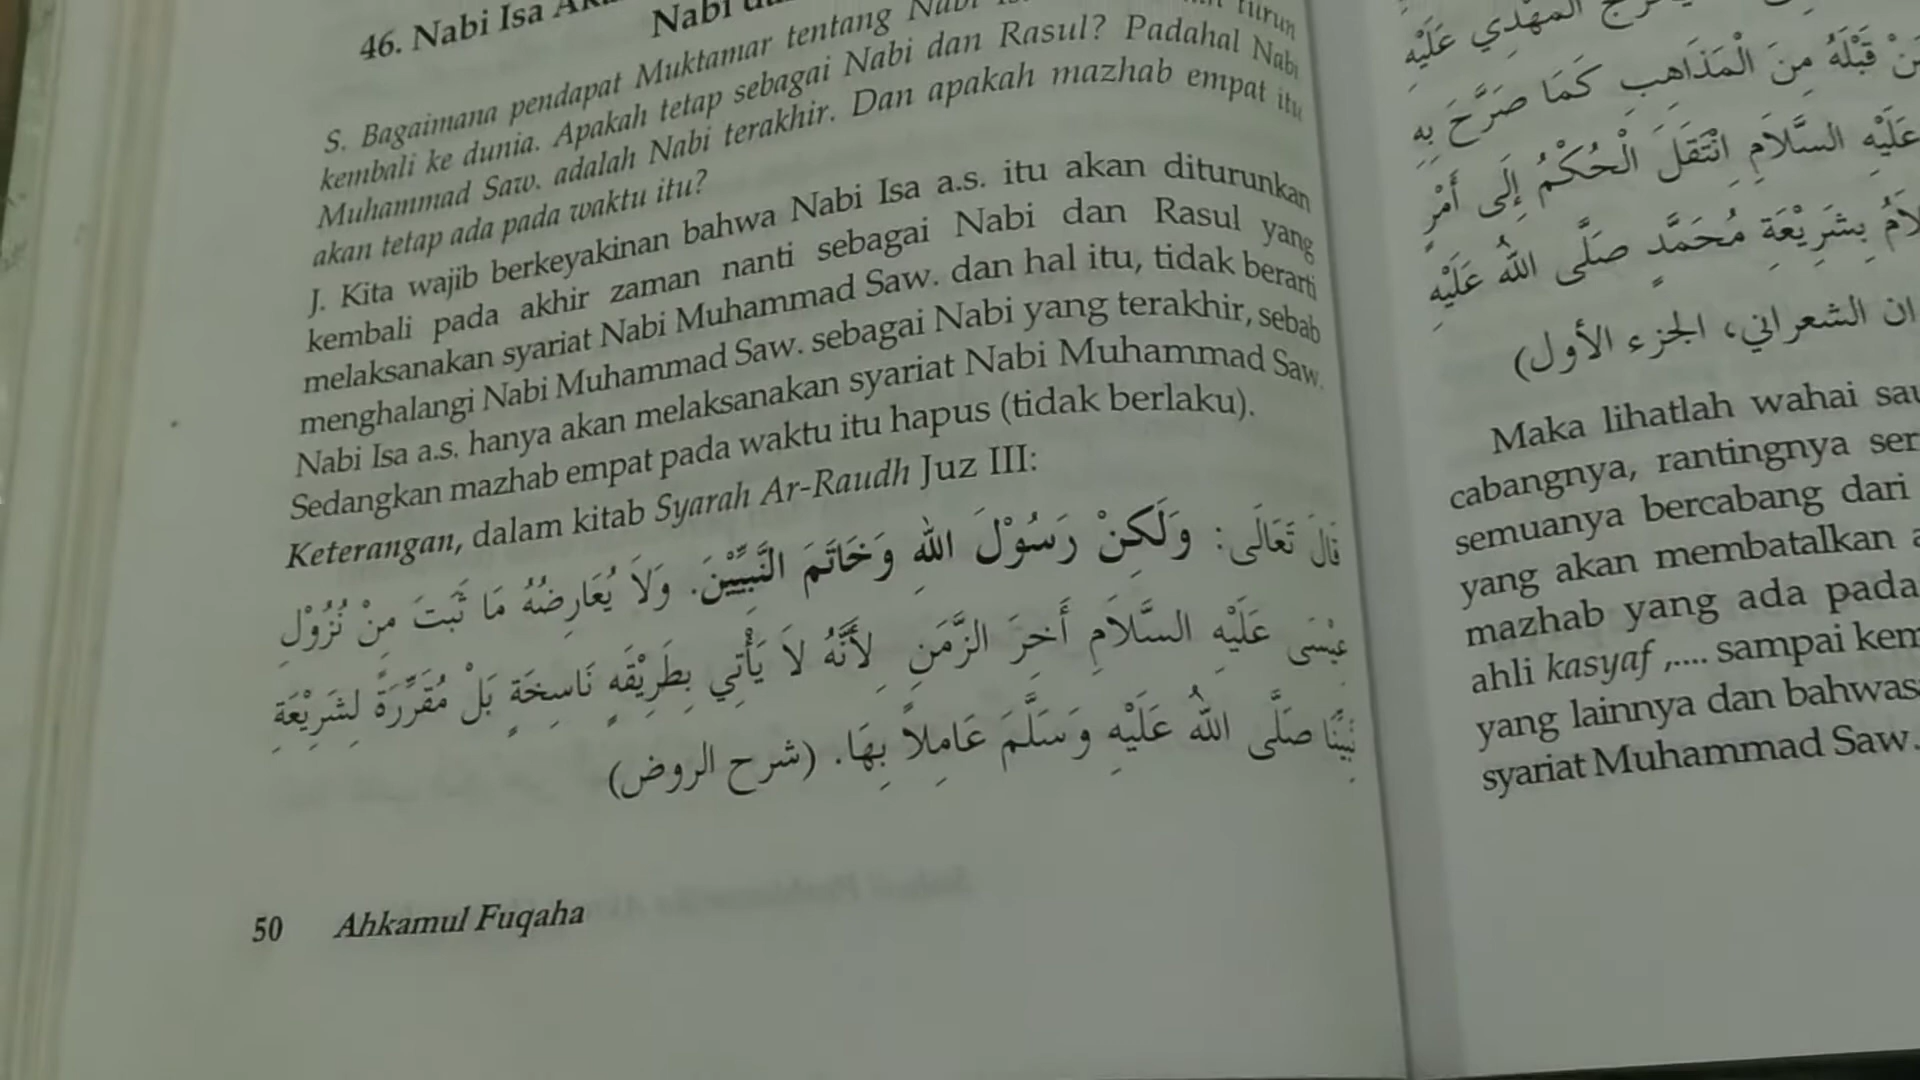 46. Nabi Isa
Nabi
S. Bagaimana pendapat Muktamar tentang Nabi turun
kembali ke dunia. Apakah tetap sebagai Nabi dan Rasul? Padahal Nabi
Muhammad Saw. adalah Nabi terakhir. Dan apakah mazhab empat itu
akan tetap ada pada waktu itu?
J. Kita wajib berkeyakinan bahwa Nabi Isa a.s. itu akan diturunkan
kembali pada akhir zaman nanti sebagai Nabi dan Rasul yang
melaksanakan syariat Nabi Muhammad Saw. dan hal itu, tidak berarti
menghalangi Nabi Muhammad Saw. sebagai Nabi yang terakhir, sebab
Nabi Isa a.s. hanya akan melaksanakan syariat Nabi Muhammad Saw.
Sedangkan mazhab empat pada waktu itu hapus (tidak berlaku).
Keterangan, dalam kitab Syarah Ar-Raudh Juz III:
قَالَ تَعَالَى: وَلَكِنْ رَسُوْلَ اللهِ وَخَاتَمَ النَّبِيِّيْنَ. وَلَا يُعَارِضُهُ مَا ثَبَتَ مِنْ نُزُوْلِ
عِيْسَى عَلَيْهِ السَّلَامِ أَخِرَ الزَّمَنِ لِأَنَّهُ لَا يَأْتِي بِطَرِيْقَهٍ نَاسِخَةٍ بَلْ مُقَرَّرَةً لِشَرِيْعَةِ
نَبِيِّنَا صَلَّى اللهُ عَلَيْهِ وَسَلَّمَ عَامِلاً بِهَا. (شرح الروض)
50 Ahkamul Fuqaha
الْمَهْدِي عَلَيْهِ
قَبْلَهُ مِنَ الْمَذَاهِبِ كَمَا صَرَّحَ بِهِ
عَلَيْهِ السَّلَامِ اِنْتَقَلَ الْحُكْمُ إِلَى أَمْرٍ
بِشَرِيْعَةِ مُحَمَّدٍ صَلَّى اللهُ عَلَيْهِ
الشعراني، الجزء الأول)
Maka lihatlah wahai
cabangnya, rantingnya
semuanya bercabang dari
yang akan membatalkan
mazhab yang ada pada
ahli kasyaf ,.... sampai
yang lainnya dan
syariat Muhammad Saw.